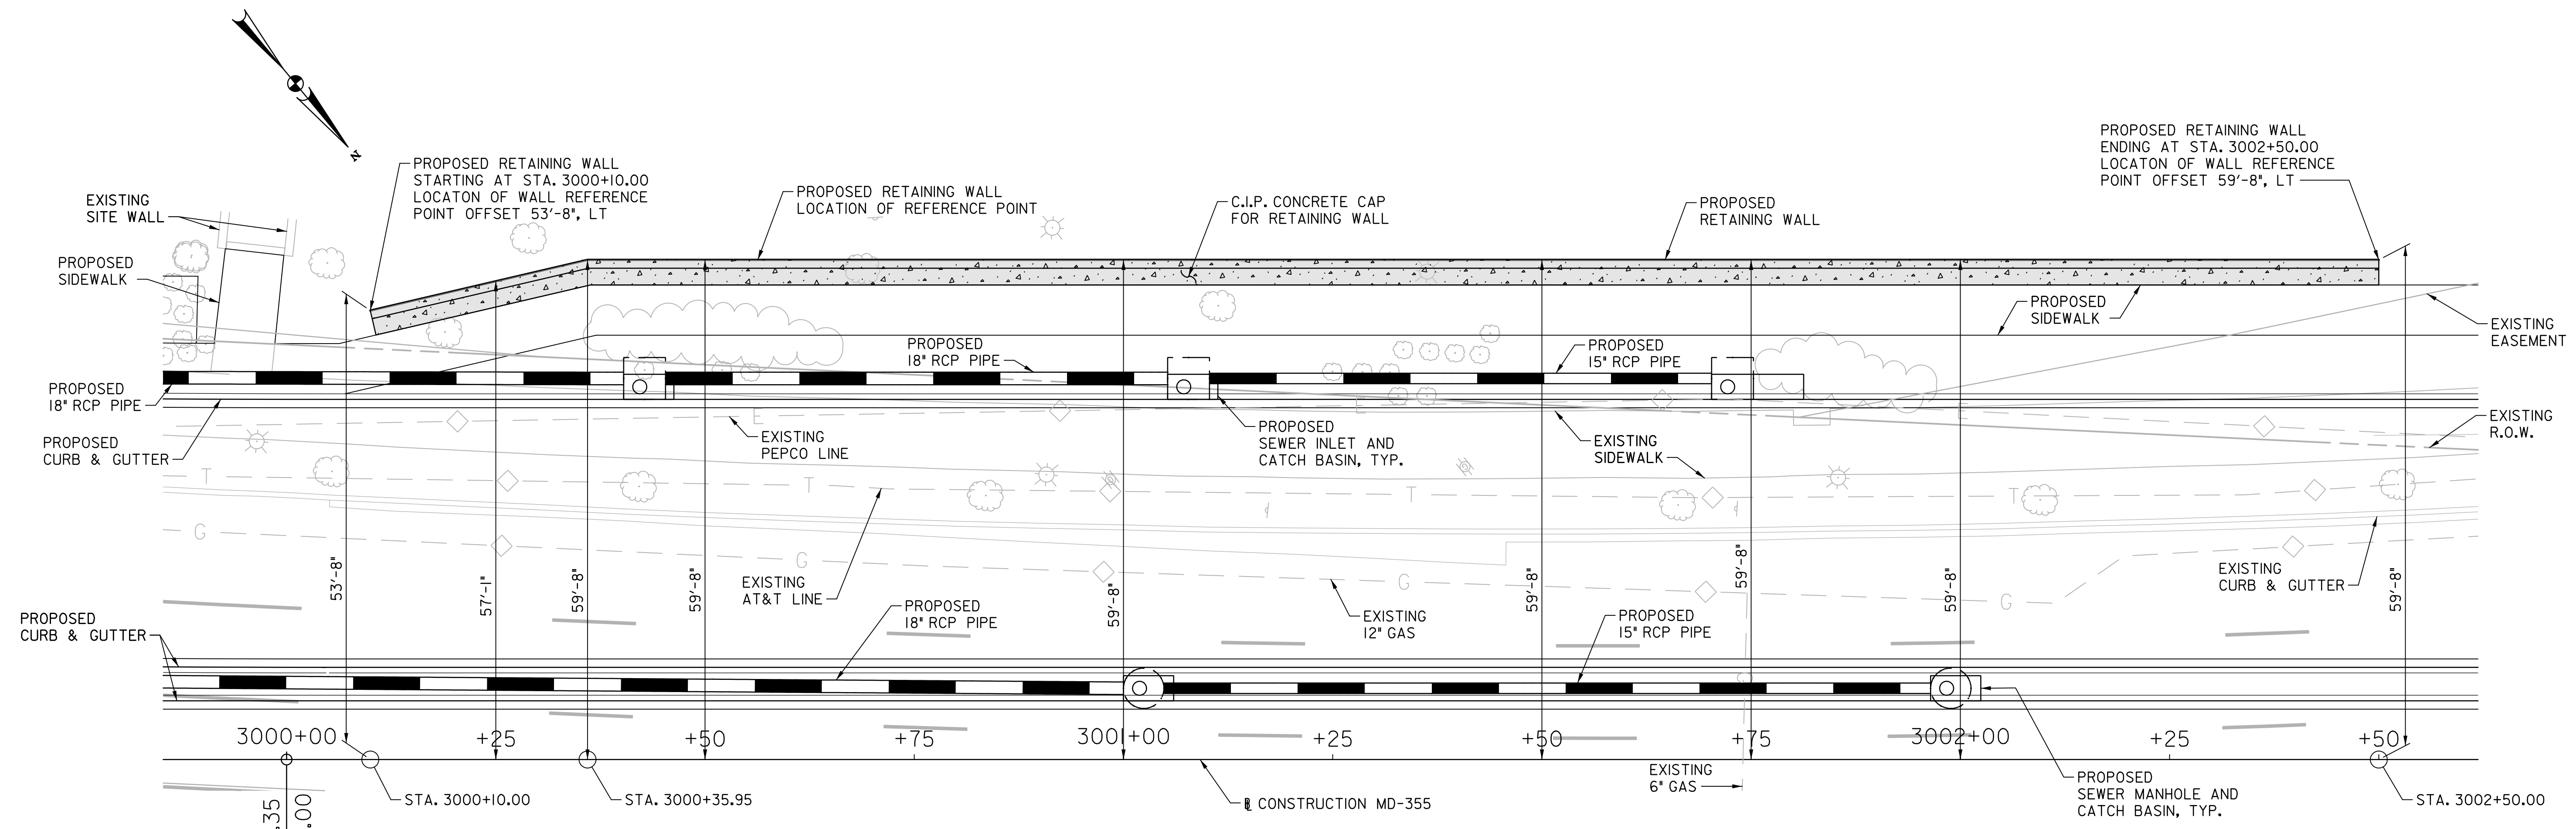 N
PROPOSED RETAINING WALL
STARTING AT STA. 3000+10.00
LOCATON OF WALL REFERENCE
POINT OFFSET 53'-8", LT
EXISTING
SITE WALL
PROPOSED RETAINING WALL
LOCATION OF REFERENCE POINT
C.I.P. CONCRETE CAP
FOR RETAINING WALL
PROPOSED
RETAINING WALL
PROPOSED RETAINING WALL
ENDING AT STA. 3002+50.00
LOCATON OF WALL REFERENCE
POINT OFFSET 59'-8", LT
PROPOSED
SIDEWALK
PROPOSED
SIDEWALK
EXISTING
EASEMENT
PROPOSED
18" RCP PIPE
PROPOSED
18" RCP PIPE
PROPOSED
15" RCP PIPE
PROPOSED
CURB & GUTTER
EXISTING
PEPCO LINE
PROPOSED
SEWER INLET AND
CATCH BASIN, TYP.
EXISTING
SIDEWALK
EXISTING
R.O.W.
E
E
E
T
T
T
T
G
G
G
G
G
53'-8"
57'-1"
59'-8"
59'-8"
59'-8"
59'-8"
59'-8"
59'-8"
59'-8"
EXISTING
AT&T LINE
EXISTING
12" GAS
EXISTING
CURB & GUTTER
PROPOSED
CURB & GUTTER
PROPOSED
18" RCP PIPE
PROPOSED
15" RCP PIPE
3000+00
+25
+50
+75
3001+00
+25
+50
+75
3002+00
+25
+50
STA. 3000+10.00
STA. 3000+35.95
BL CONSTRUCTION MD-355
EXISTING
6" GAS
PROPOSED
SEWER MANHOLE AND
CATCH BASIN, TYP.
STA. 3002+50.00
.35
.00